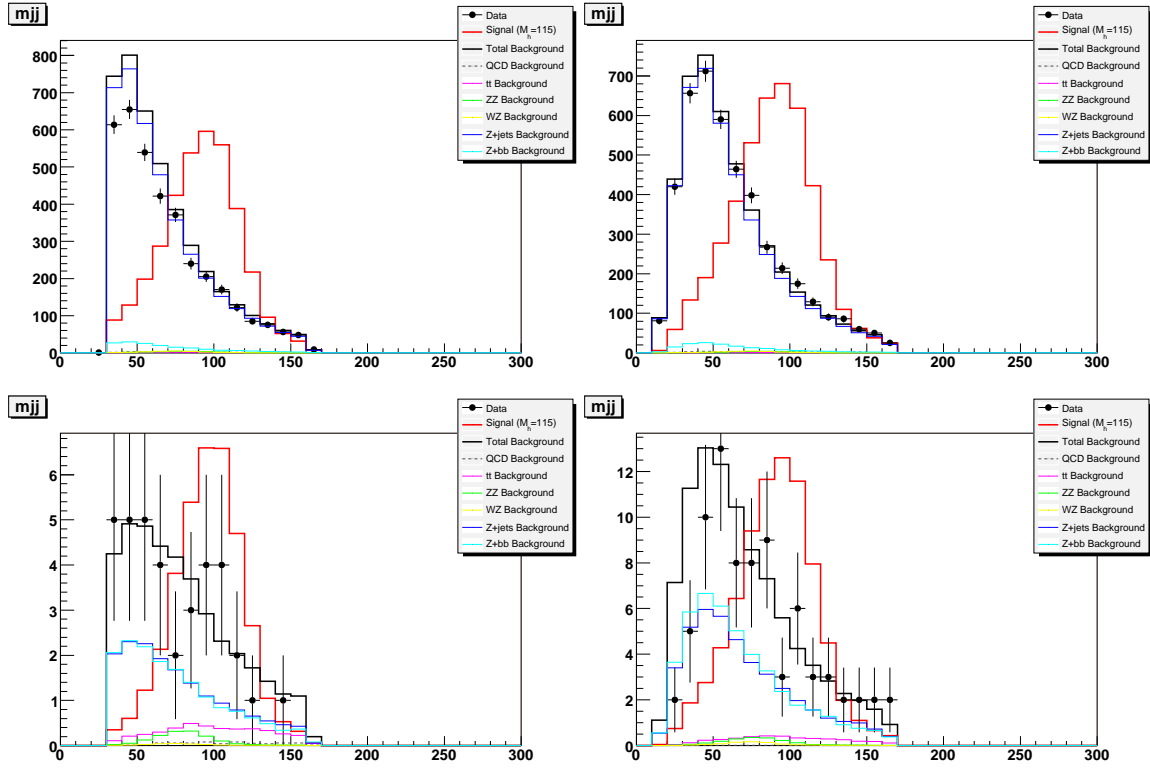 mjj
Data
Signal (M_h=115)
Total Background
QCD Background
tt Background
ZZ Background
WZ Background
Z+jets Background
Z+bb Background
800
700
600
500
400
300
200
100
0
0 50 100 150 200 250 300
mjj
Data
Signal (M_h=115)
Total Background
QCD Background
tt Background
ZZ Background
WZ Background
Z+jets Background
Z+bb Background
700
600
500
400
300
200
100
0
0 50 100 150 200 250 300
mjj
Data
Signal (M_h=115)
Total Background
QCD Background
tt Background
ZZ Background
WZ Background
Z+jets Background
Z+bb Background
6
5
4
3
2
1
0
0 50 100 150 200 250 300
mjj
Data
Signal (M_h=115)
Total Background
QCD Background
tt Background
ZZ Background
WZ Background
Z+jets Background
Z+bb Background
12
10
8
6
4
2
0
0 50 100 150 200 250 300